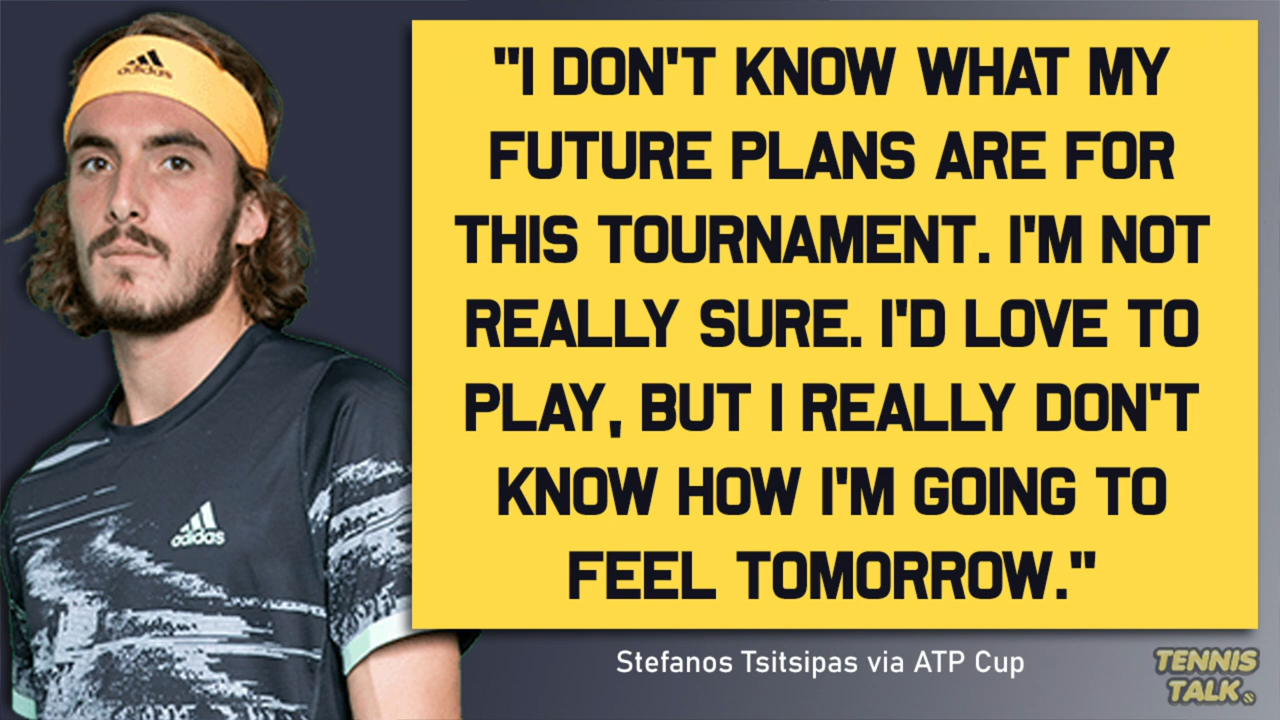 adidas
"I DON'T KNOW WHAT MY
FUTURE PLANS ARE FOR
THIS TOURNAMENT. I'M NOT
REALLY SURE. I'D LOVE TO
PLAY, BUT I REALLY DON'T
KNOW HOW I'M GOING TO
FEEL TOMORROW."
adidas
Stefanos Tsitsipas via ATP Cup
TENNIS
TALK